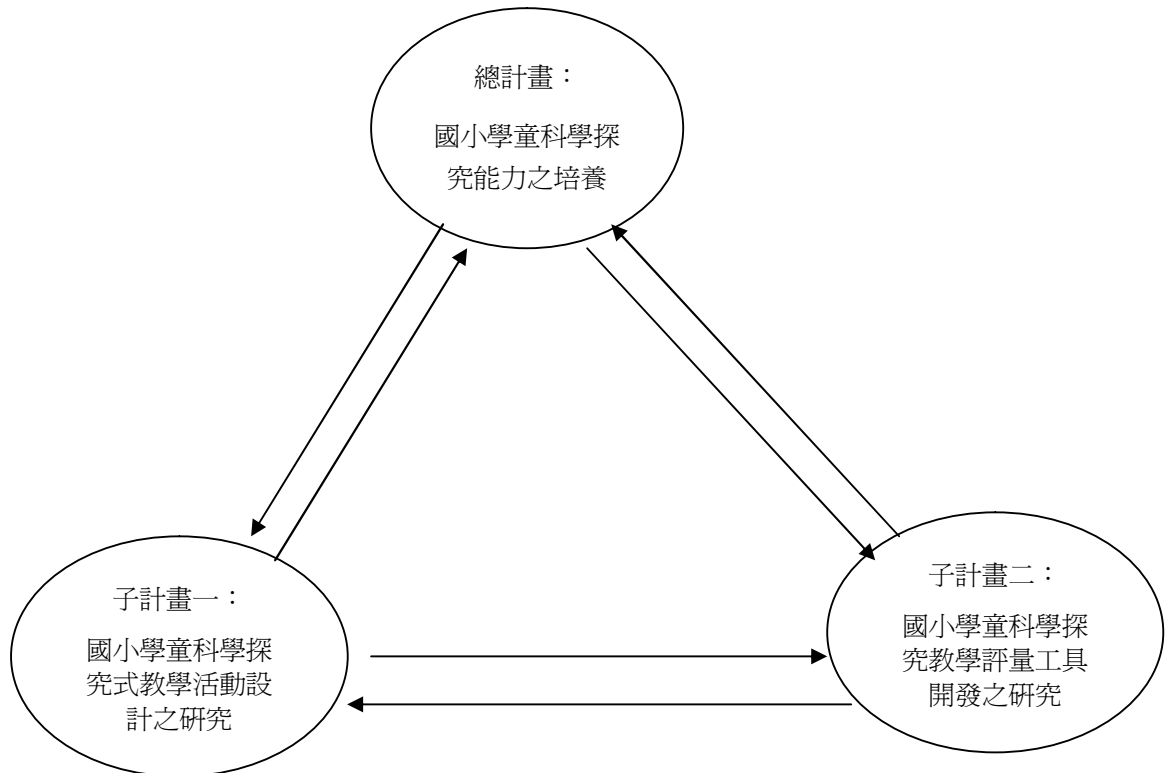 總計畫：
國小學童科學探
究能力之培養
子計畫一：
國小學童科學探
究式教學活動設
計之研究
子計畫二：
國小學童科學探
究教學評量工具
開發之研究